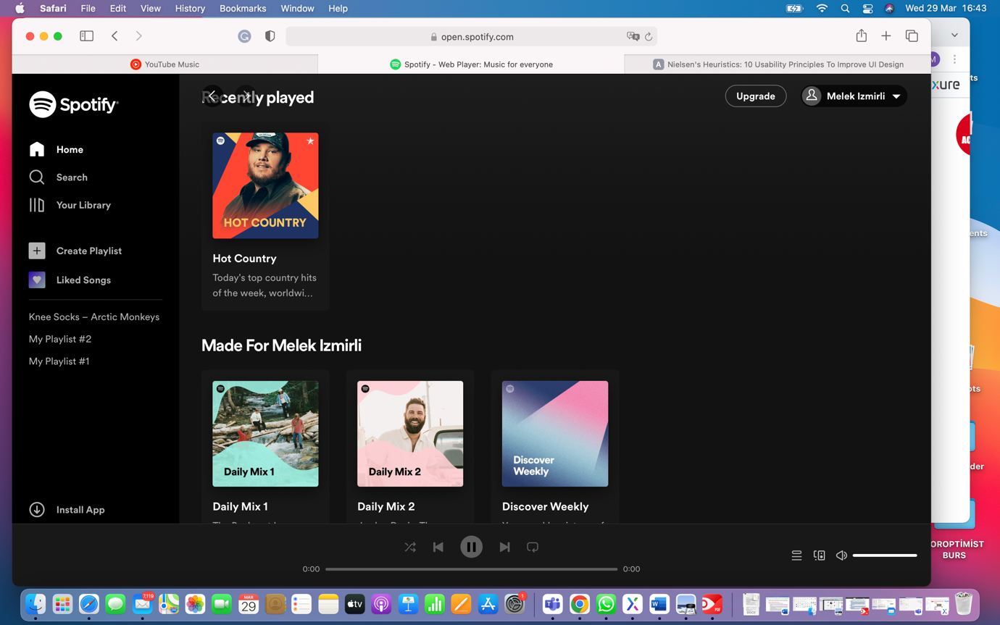 Safari File Edit View History Bookmarks Window Help
Wed 29 Mar 16:43
open.spotify.com
YouTube Music
Spotify - Web Player: Music for everyone
Nielsen's Heuristics: 10 Usability Principles To Improve UI Design
Spotify
Home
Search
Your Library
Create Playlist
Liked Songs
Knee Socks – Arctic Monkeys
My Playlist #2
My Playlist #1
Install App
Recently played
Upgrade
Melek Izmirli
HOT COUNTRY
Hot Country
Today's top country hits
of the week, worldwi...
Made For Melek Izmirli
Daily Mix 1
Daily Mix 2
Discover
Weekly
Daily Mix 1
Daily Mix 2
Discover Weekly
0:00
0:00
xure
ts
ents
ots
der
OROPTİMİST
BURS
7,119
MAR
29
tv
1